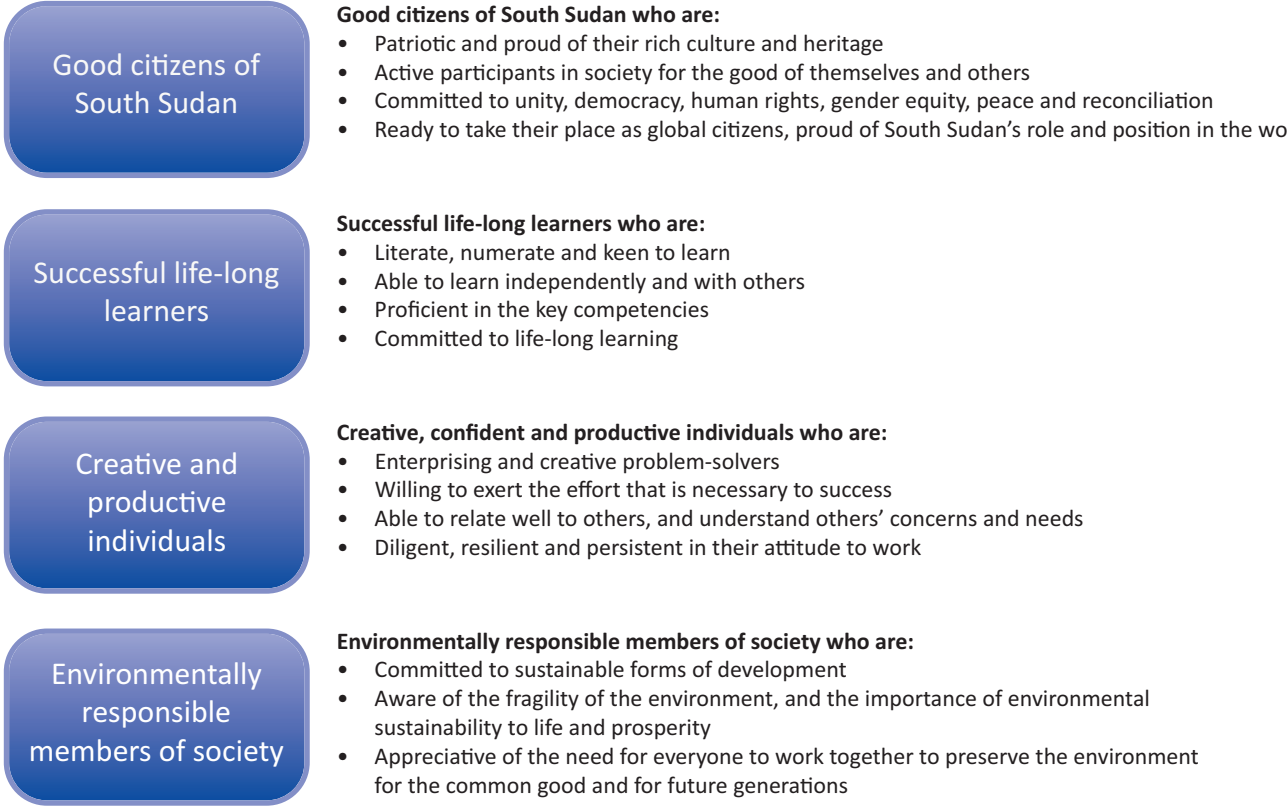 Good citizens of
South Sudan
Good citizens of South Sudan who are:
• Patriotic and proud of their rich culture and heritage
• Active participants in society for the good of themselves and others
• Committed to unity, democracy, human rights, gender equity, peace and reconciliation
• Ready to take their place as global citizens, proud of South Sudan’s role and position in the wo
Successful life-long
learners
Successful life-long learners who are:
• Literate, numerate and keen to learn
• Able to learn independently and with others
• Proficient in the key competencies
• Committed to life-long learning
Creative and
productive
individuals
Creative, confident and productive individuals who are:
• Enterprising and creative problem-solvers
• Willing to exert the effort that is necessary to success
• Able to relate well to others, and understand others’ concerns and needs
• Diligent, resilient and persistent in their attitude to work
Environmentally
responsible
members of society
Environmentally responsible members of society who are:
• Committed to sustainable forms of development
• Aware of the fragility of the environment, and the importance of environmental
sustainability to life and prosperity
• Appreciative of the need for everyone to work together to preserve the environment
for the common good and for future generations